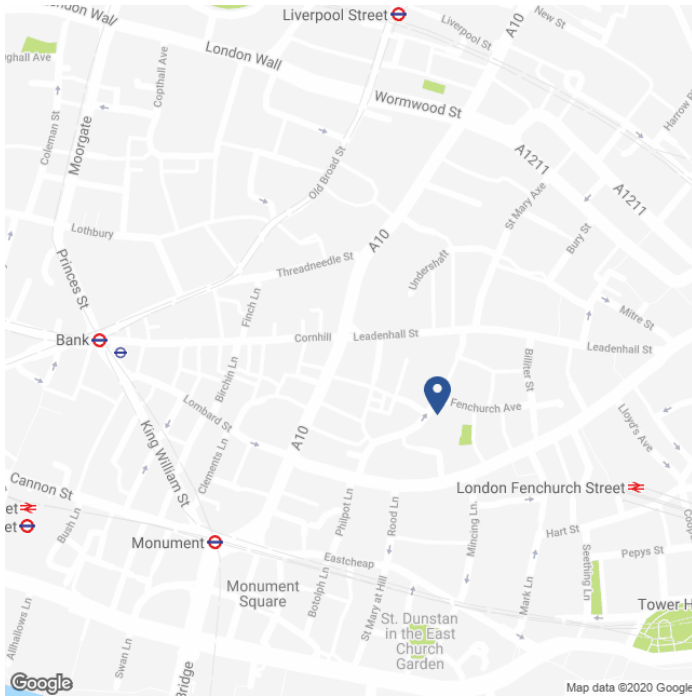 London Wall
Liverpool Street
Liverpool St
A10
New St
Harrow Pl
London Wall
Copthall Ave
Wormwood St
Coleman St
Moorgate
A1211
A1211
Old Broad St
St Mary Axe
Bury St
Lothbury
A10
Threadneedle St
Undershaft
Princes St
Finch Ln
Mitre St
Bank
Cornhill
Leadenhall St
Leadenhall St
Birchin Ln
Billiter St
Fenchurch Ave
Lloyd's Ave
Lombard St
King William St
A10
Clements Ln
Cannon St
London Fenchurch Street
Philpot Ln
Rood Ln
Mincing Ln
Bush Ln
Hart St
Monument
Eastcheap
Pepys St
Seething Ln
Monument
Square
Botolph Ln
St Mary at Hill
Mark Ln
Tower H
Allhallows Ln
Swan Ln
St. Dunstan
in the East
Church
Garden
Bridge
Google
Map data ©2020 Google